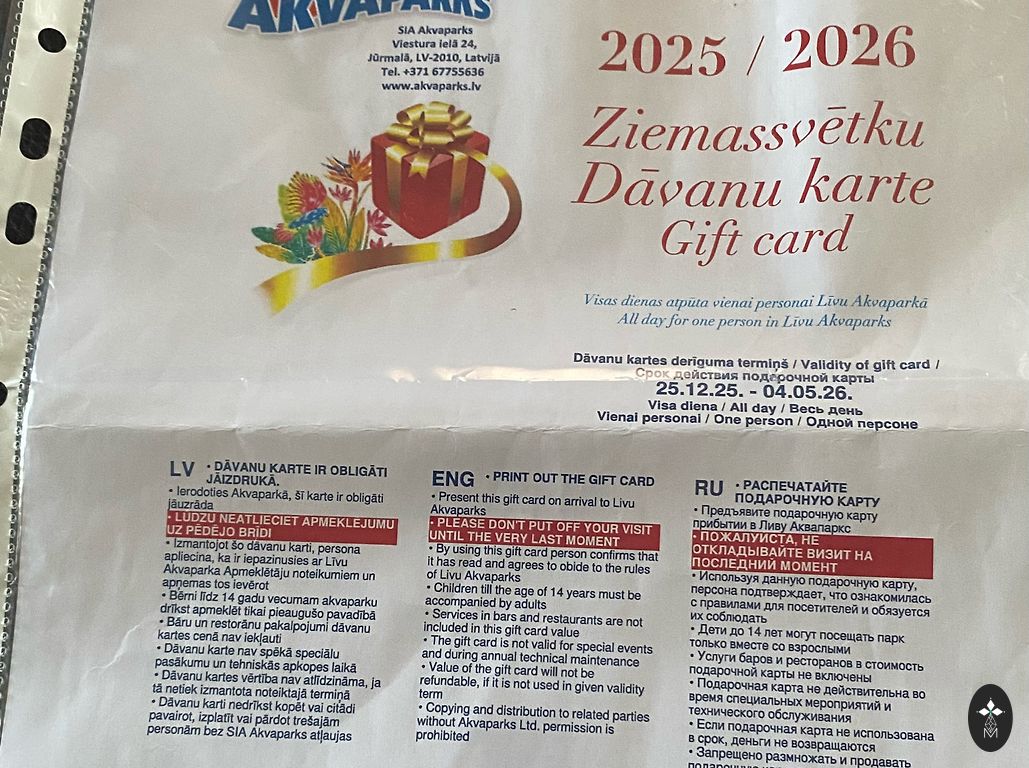 AKVAPARKS
SIA Akvaparks
Viestura ielā 24,
Jūrmalā, LV-2010, Latvijā
Tel. +371 67755636
www.akvaparks.lv
2025 / 2026
Ziemassvētku
Dāvanu karte
Gift card
Visas dienas atpūta vienai personai Līvu Akvaparkā
All day for one person in Līvu Akvaparks
Dāvanu kartes derīguma termiņš / Validity of gift card /
Срок действия подарочной карты
25.12.25. - 04.05.26.
Visa diena / All day / Весь день
Vienai personai / One person / Одной персоне
LV • DĀVANU KARTE IR OBLIGĀTI
JĀIZDRUKĀ.
• Ierodoties Akvaparkā, šī karte ir obligāti
jāuzrāda
• LŪDZU NEATLIECIET APMEKLĒJUMU
UZ PĒDĒJO BRĪDI
• Izmantojot šo dāvanu karti, persona
apliecina, ka ir iepazinusies ar Līvu
Akvaparka Apmeklētāju noteikumiem un
apņemas tos ievērot
• Bērni līdz 14 gadu vecumam akvaparku
drīkst apmeklēt tikai pieaugušo pavadībā
• Bāru un restorānu pakalpojumi dāvanu
kartes cenā nav iekļauti
• Dāvanu karte nav spēkā speciālu
pasākumu un tehniskās apkopes laikā
• Dāvanu kartes vērtība nav atlīdzināma, ja
tā netiek izmantota noteiktajā termiņā
• Dāvanu karti nedrīkst kopēt vai citādi
pavairot, izplatīt vai pārdot trešajām
personām bez SIA Akvaparks atļaujas
ENG • PRINT OUT THE GIFT CARD
• Present this gift card on arrival to Livu
Akvaparks
• PLEASE DON'T PUT OFF YOUR VISIT
UNTIL THE VERY LAST MOMENT
• By using this gift card person confirms that
it has read and agrees to obide to the rules
of Livu Akvaparks
• Children till the age of 14 years must be
accompanied by adults
• Services in bars and restaurants are not
included in this gift card value
• The gift card is not valid for special events
and during annual technical maintenance
• Value of the gift card will not be
refundable, if it is not used in given validity
term
• Copying and distribution to related parties
without Akvaparks Ltd. permission is
prohibited
RU • РАСПЕЧАТАЙТЕ
ПОДАРОЧНУЮ КАРТУ
• Предъявите подарочную карту
прибытии в Ливу Аквапаркс
• ПОЖАЛУЙСТА, НЕ
ОТКЛАДЫВАЙТЕ ВИЗИТ НА
ПОСЛЕДНИЙ МОМЕНТ
• Используя данную подарочную карту,
персона подтверждает, что ознакомилась
с правилами для посетителей и обязуется
их соблюдать
• Дети до 14 лет могут посещать парк
только вместе со взрослыми
• Услуги баров и ресторанов в стоимость
подарочной карты не включены
• Подарочная карта не действительна во
время специальных мероприятий и
технического обслуживания
• Если подарочная карта не использована
в срок, деньги не возвращаются
• Запрещено размножать и продавать
M